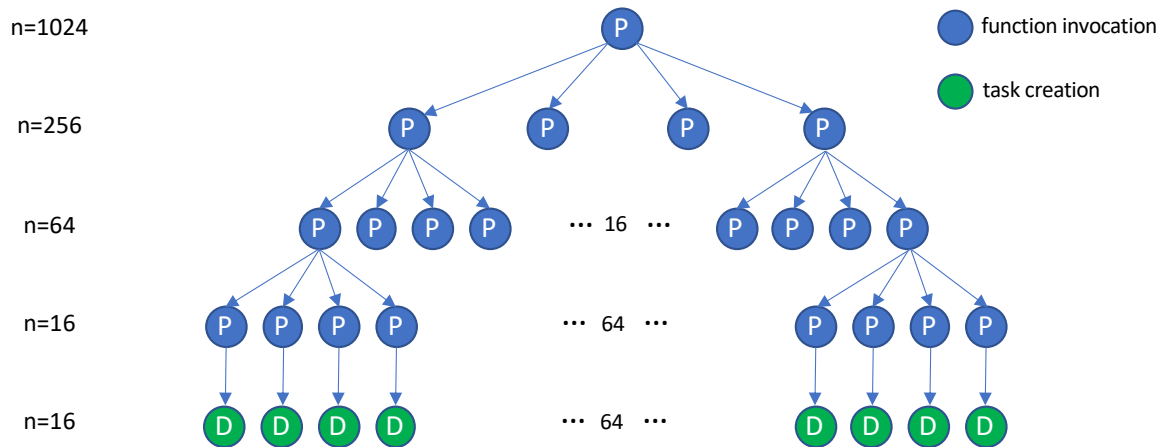 n=1024 P function invocation
task creation
n=256 P P P P
n=64 P P P P ··· 16 ··· P P P P
n=16 P P P P ··· 64 ··· P P P P
n=16 D D D D ··· 64 ··· D D D D